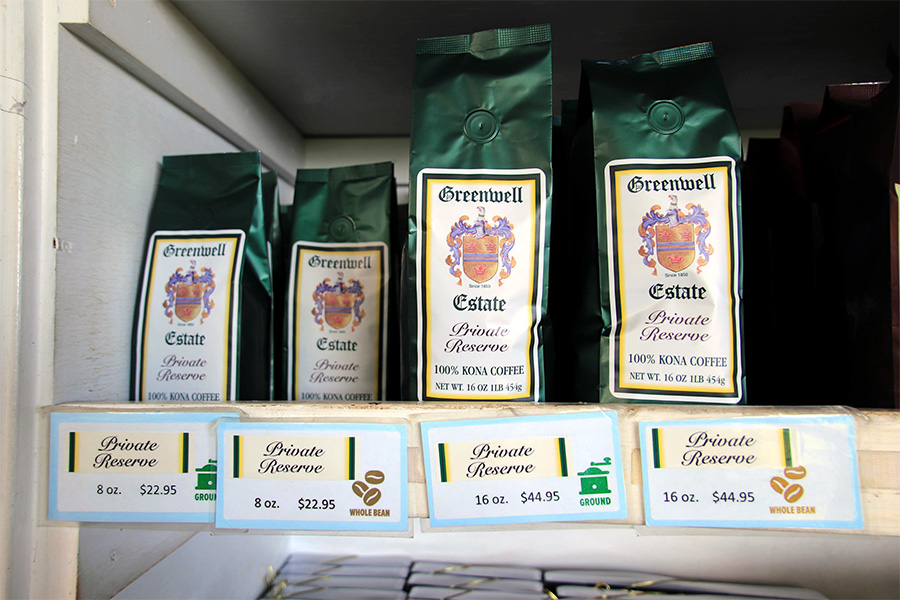 Greenwell
Since 1850
Estate
Private
Reserve
100% KONA COFFEE
Greenwell
Estate
Private
Reserve
100% KONA COFFEE
Greenwell
Since 1850
Estate
Private
Reserve
100% KONA COFFEE
NET WT. 16 OZ 1LB 454g
Greenwell
Since 1850
Estate
Private
Reserve
100% KONA COFFEE
NET WT. 16 OZ 1LB 454g
Private
Reserve
8 oz. $22.95
GROUND
Private
Reserve
8 oz. $22.95
WHOLE BEAN
Private
Reserve
16 oz. $44.95
GROUND
Private
Reserve
16 oz. $44.95
WHOLE BEAN